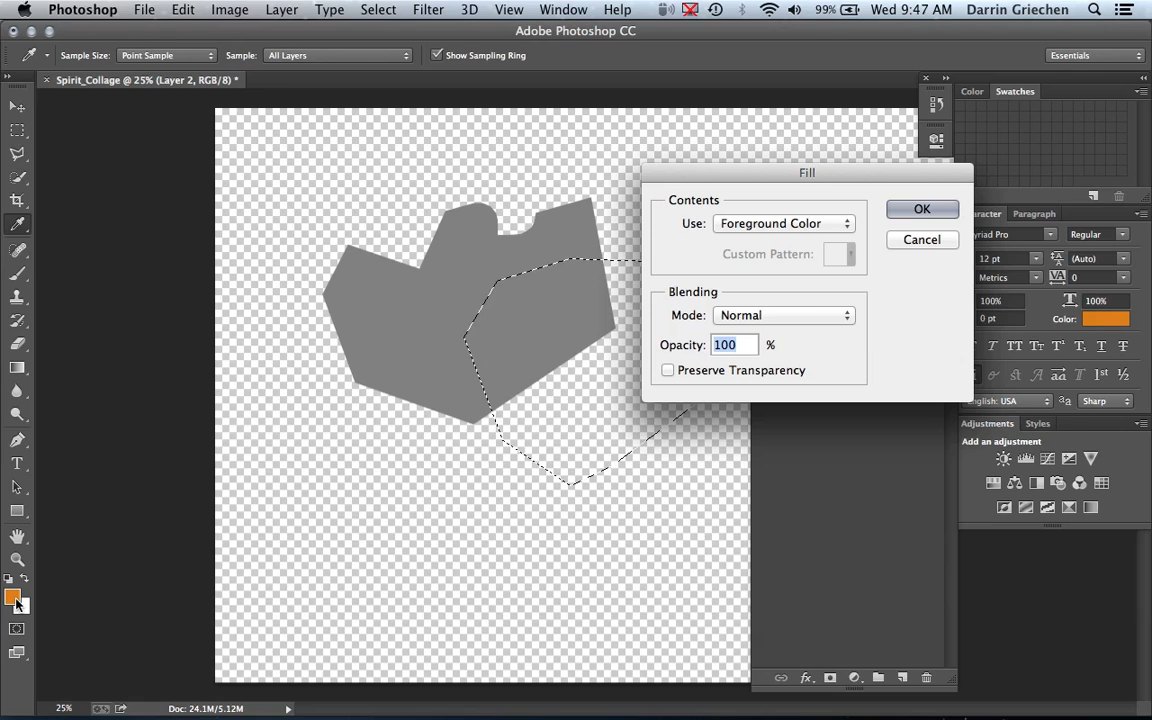 Photoshop File Edit Image Layer Type Select Filter 3D View Window Help 99% Wed 9:47 AM Darrin Griechen
Adobe Photoshop CC
Sample Size: Point Sample Sample: All Layers Show Sampling Ring Essentials
Spirit_Collage @ 25% (Layer 2, RGB/8) *
Color Swatches
Fill
Contents
Use: Foreground Color
Custom Pattern:
OK
Cancel
Blending
Mode: Normal
Opacity: 100 %
Preserve Transparency
aracter Paragraph
yriad Pro Regular
12 pt (Auto)
Metrics 0
100% 100%
0 pt Color:
English: USA aa Sharp
Adjustments Styles
Add an adjustment
25% Doc: 24.1M/5.12M